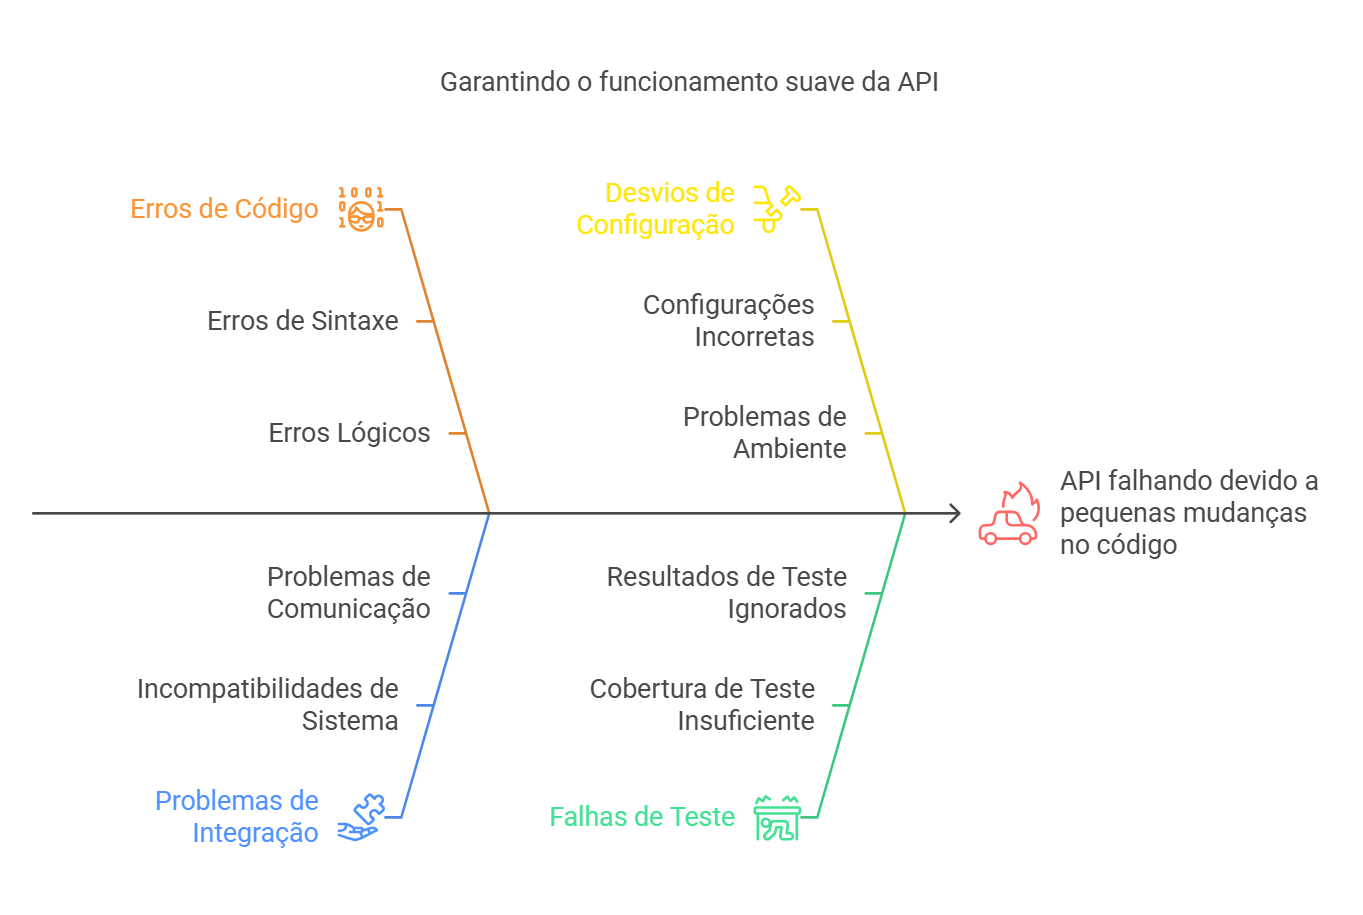 Garantindo o funcionamento suave da API
Erros de Código
1 0 0 1
0 1
1 0
Erros de Sintaxe
Erros Lógicos
Desvios de
Configuração
Configurações
Incorretas
Problemas de
Ambiente
API falhando devido a
pequenas mudanças
no código
Problemas de
Comunicação
Incompatibilidades de
Sistema
Problemas de
Integração
Resultados de Teste
Ignorados
Cobertura de Teste
Insuficiente
Falhas de Teste